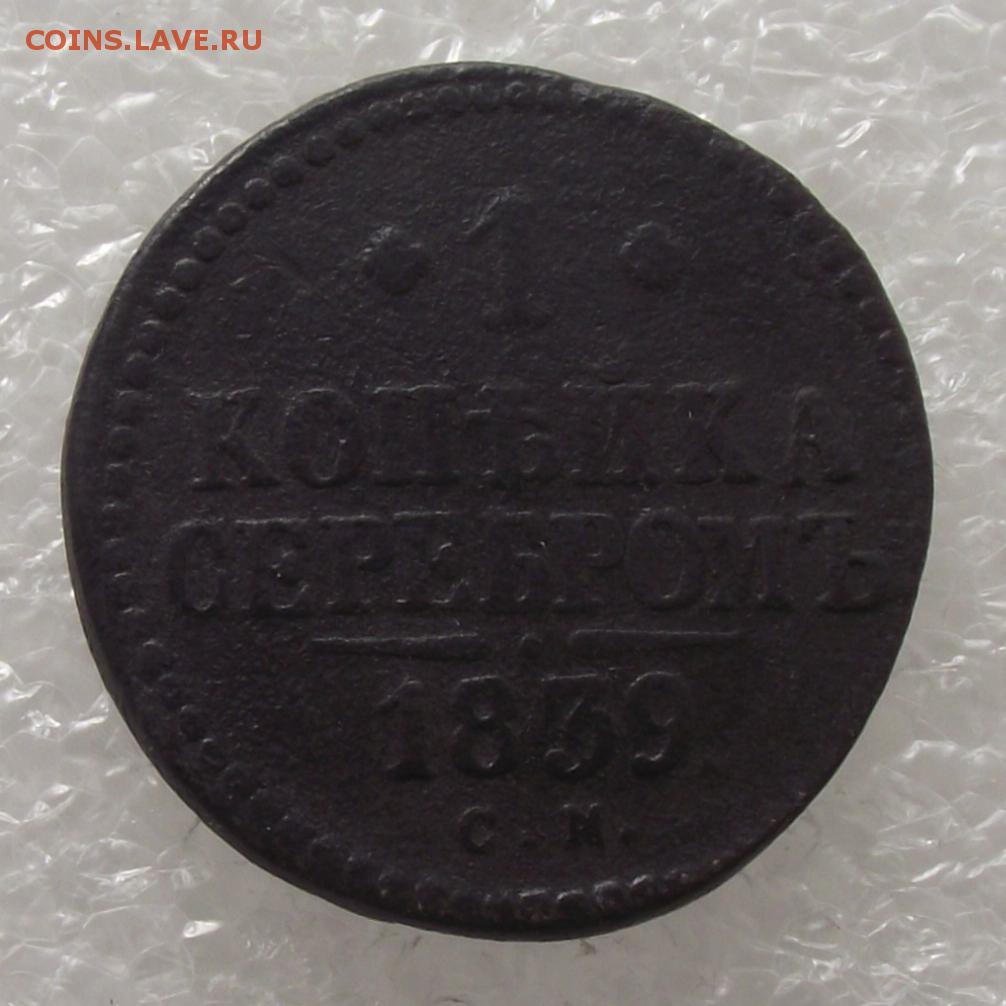 COINS.LAVE.RU
1
КОПѢЙКА
СЕРЕБРОМЪ
1839.
С. М.